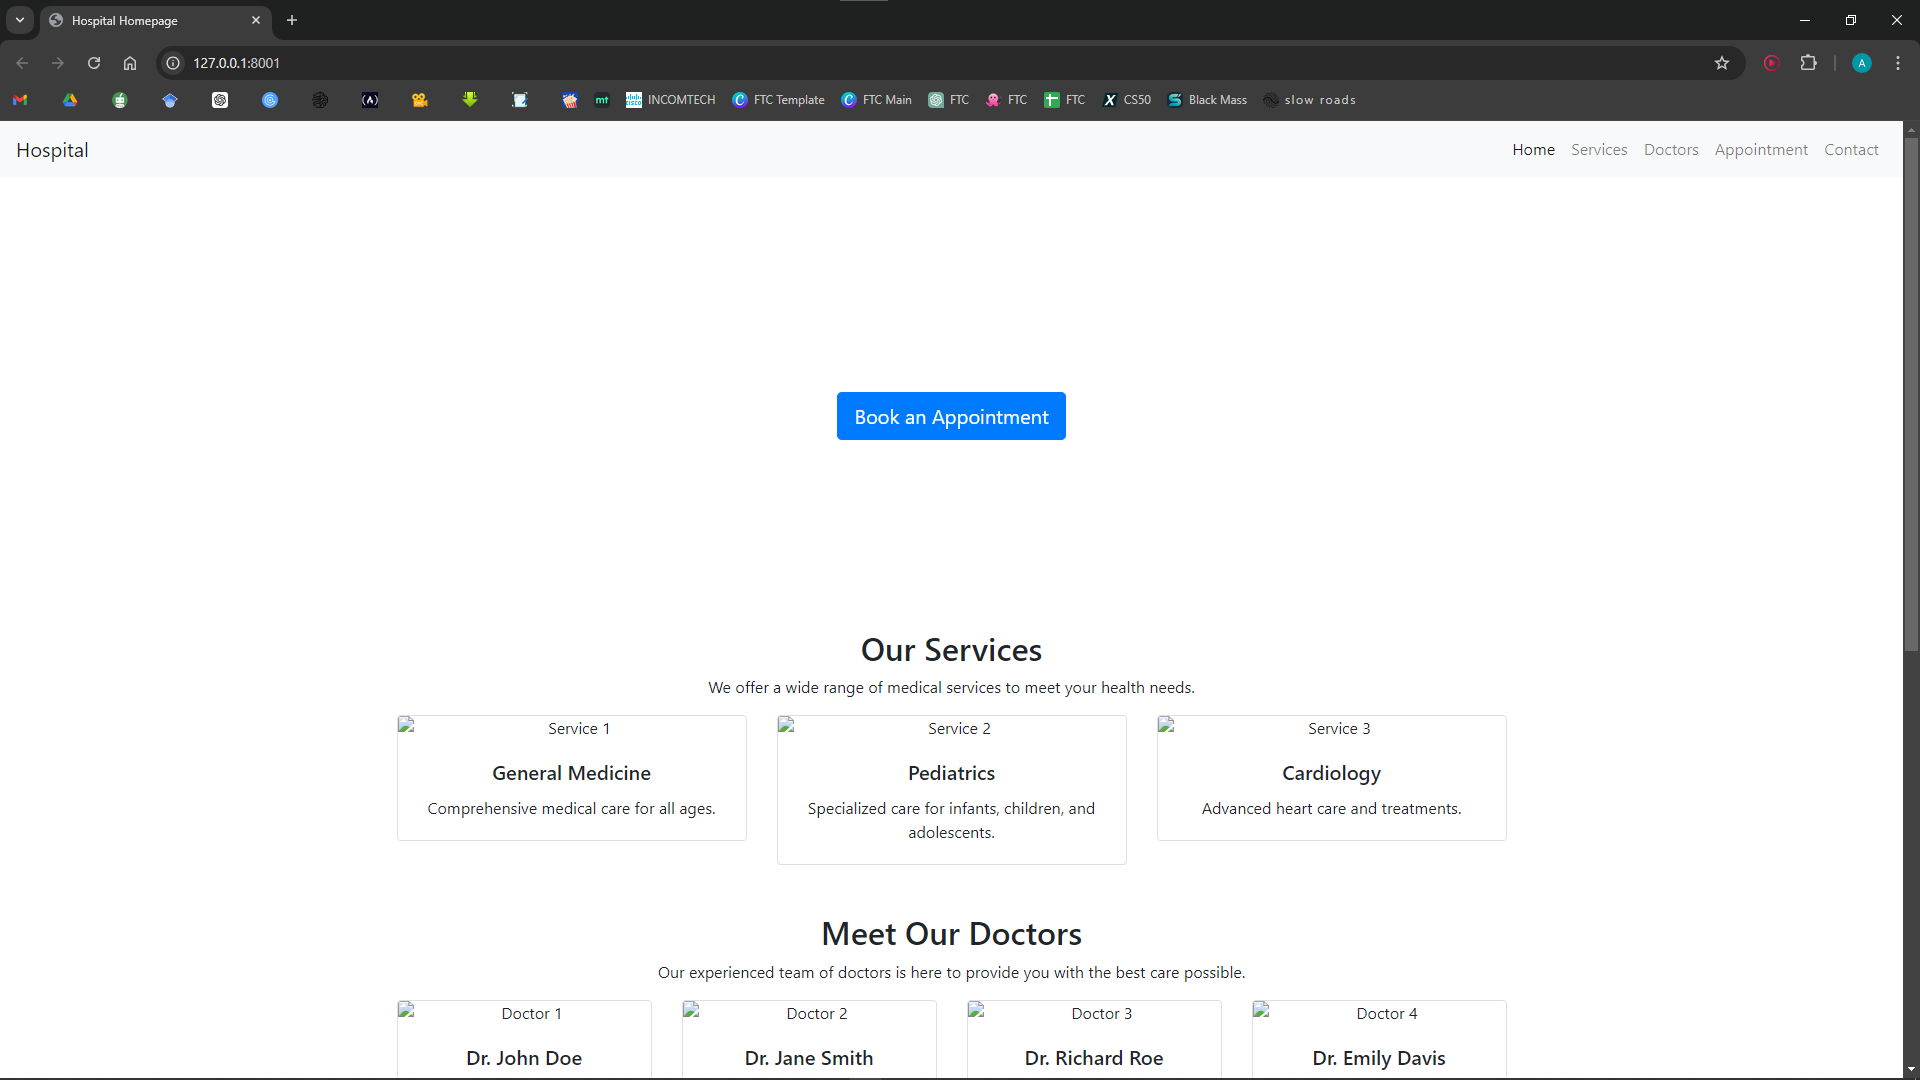 Hospital Homepage
127.0.0.1:8001
A
mt
INCOMTECH
FTC Template
FTC Main
FTC
FTC
FTC
CS50
Black Mass
slow roads
Hospital
Home
Services
Doctors
Appointment
Contact
Book an Appointment
Our Services
We offer a wide range of medical services to meet your health needs.
Service 1
General Medicine
Comprehensive medical care for all ages.
Service 2
Pediatrics
Specialized care for infants, children, and
adolescents.
Service 3
Cardiology
Advanced heart care and treatments.
Meet Our Doctors
Our experienced team of doctors is here to provide you with the best care possible.
Doctor 1
Dr. John Doe
Doctor 2
Dr. Jane Smith
Doctor 3
Dr. Richard Roe
Doctor 4
Dr. Emily Davis